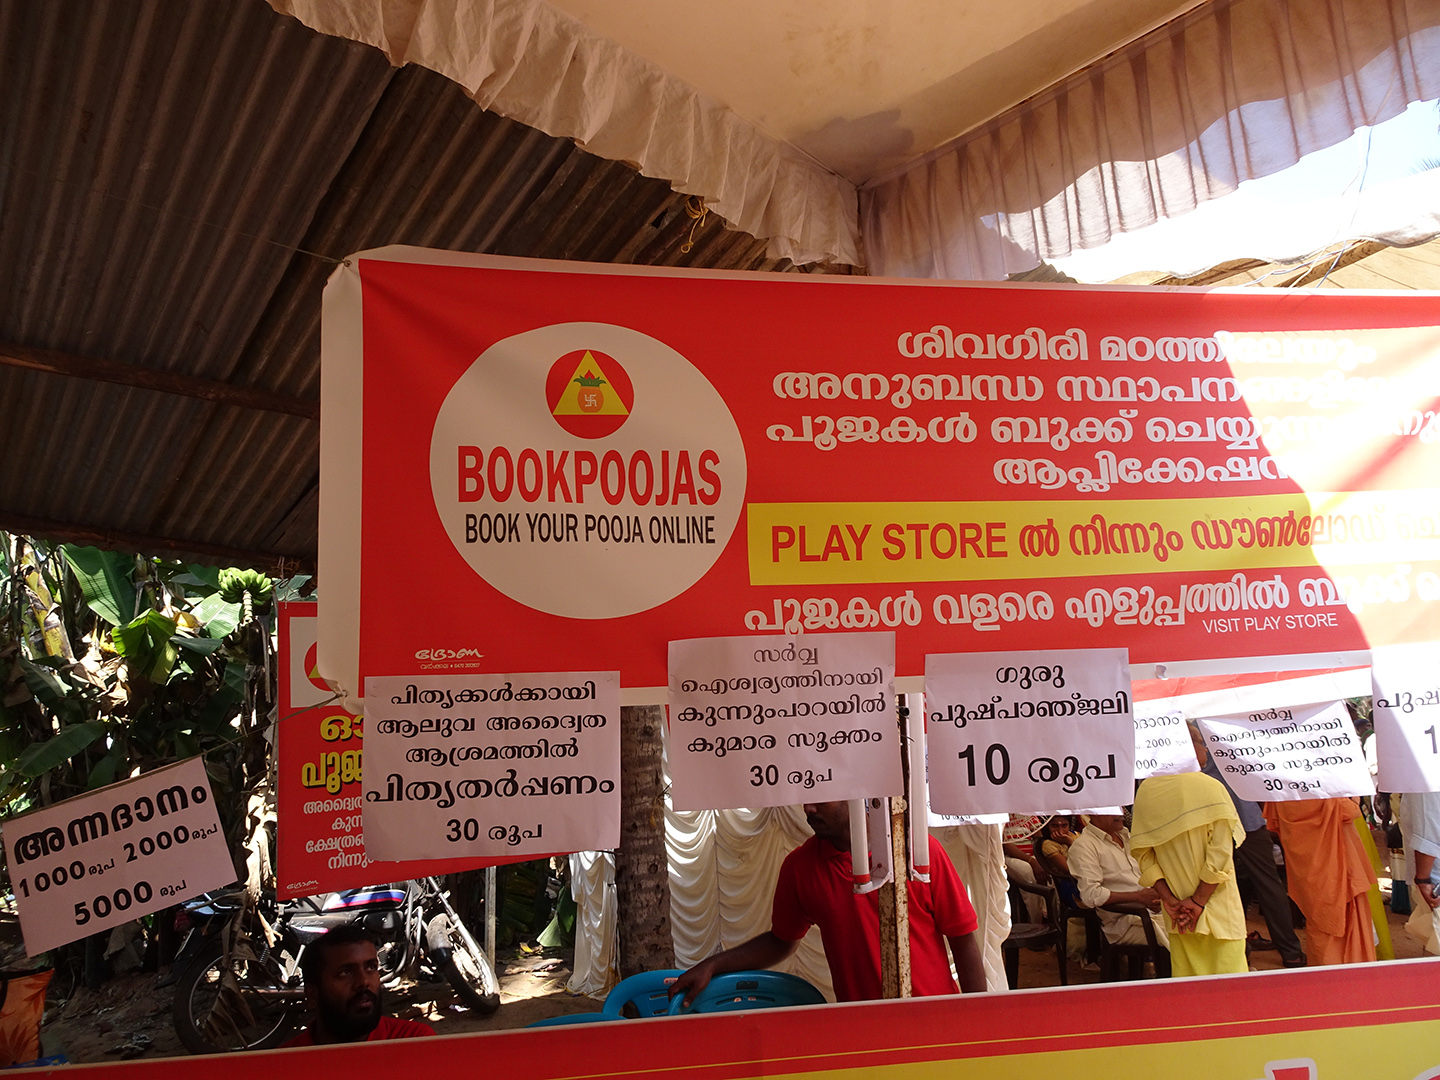 BOOKPOOJAS
BOOK YOUR POOJA ONLINE
ശിവഗിരി മഠത്തിലേയും
അനുബന്ധ
പൂജകൾ ബുക്ക്
ആപ്ലിക്കേഷൻ
PLAY STORE ൽ നിന്നും ഡൗൺലോഡ്
പൂജകൾ വളരെ എളുപ്പത്തിൽ ബുക്ക്
VISIT PLAY STORE
ദ്രോണ
അന്നദാനം
1000 രൂപ 2000 രൂപ
5000 രൂപ
പിതൃക്കൾക്കായി
ആലുവ അദ്വൈത
ആശ്രമത്തിൽ
പിതൃതർപ്പണം
30 രൂപ
സർവ്വ
ഐശ്വര്യത്തിനായി
കുന്നുംപാറയിൽ
കുമാര സൂക്തം
30 രൂപ
ഗുരു
പുഷ്പാഞ്ജലി
10 രൂപ
2000
സർവ്വ
ഐശ്വര്യത്തിനായി
കുന്നുംപാറയിൽ
കുമാര സൂക്തം
30 രൂപ